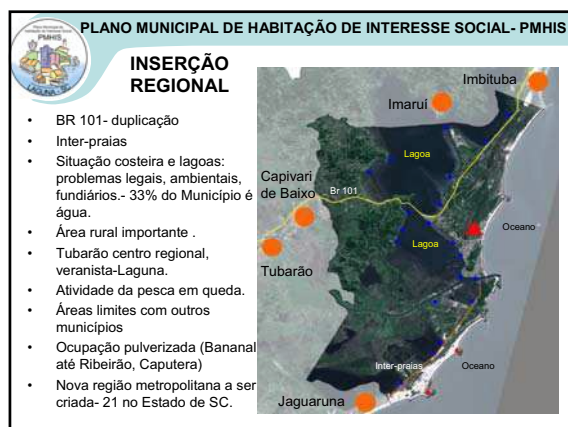 PLANO MUNICIPAL DE HABITAÇÃO DE INTERESSE SOCIAL- PMHIS
PMHIS
LAGUNA - SC
INSERÇÃO
REGIONAL
• BR 101- duplicação
• Inter-praias
• Situação costeira e lagoas:
problemas legais, ambientais,
fundiários.- 33% do Município é
água.
• Área rural importante .
• Tubarão centro regional,
veranista-Laguna.
• Atividade da pesca em queda.
• Áreas limites com outros
municípios
• Ocupação pulverizada (Bananal
até Ribeirão, Caputera)
• Nova região metropolitana a ser
criada- 21 no Estado de SC.
Imbituba
Imaruí
Lagoa
Capivari
de Baixo
Br 101
Oceano
Lagoa
Tubarão
Inter-praias
Oceano
Jaguaruna